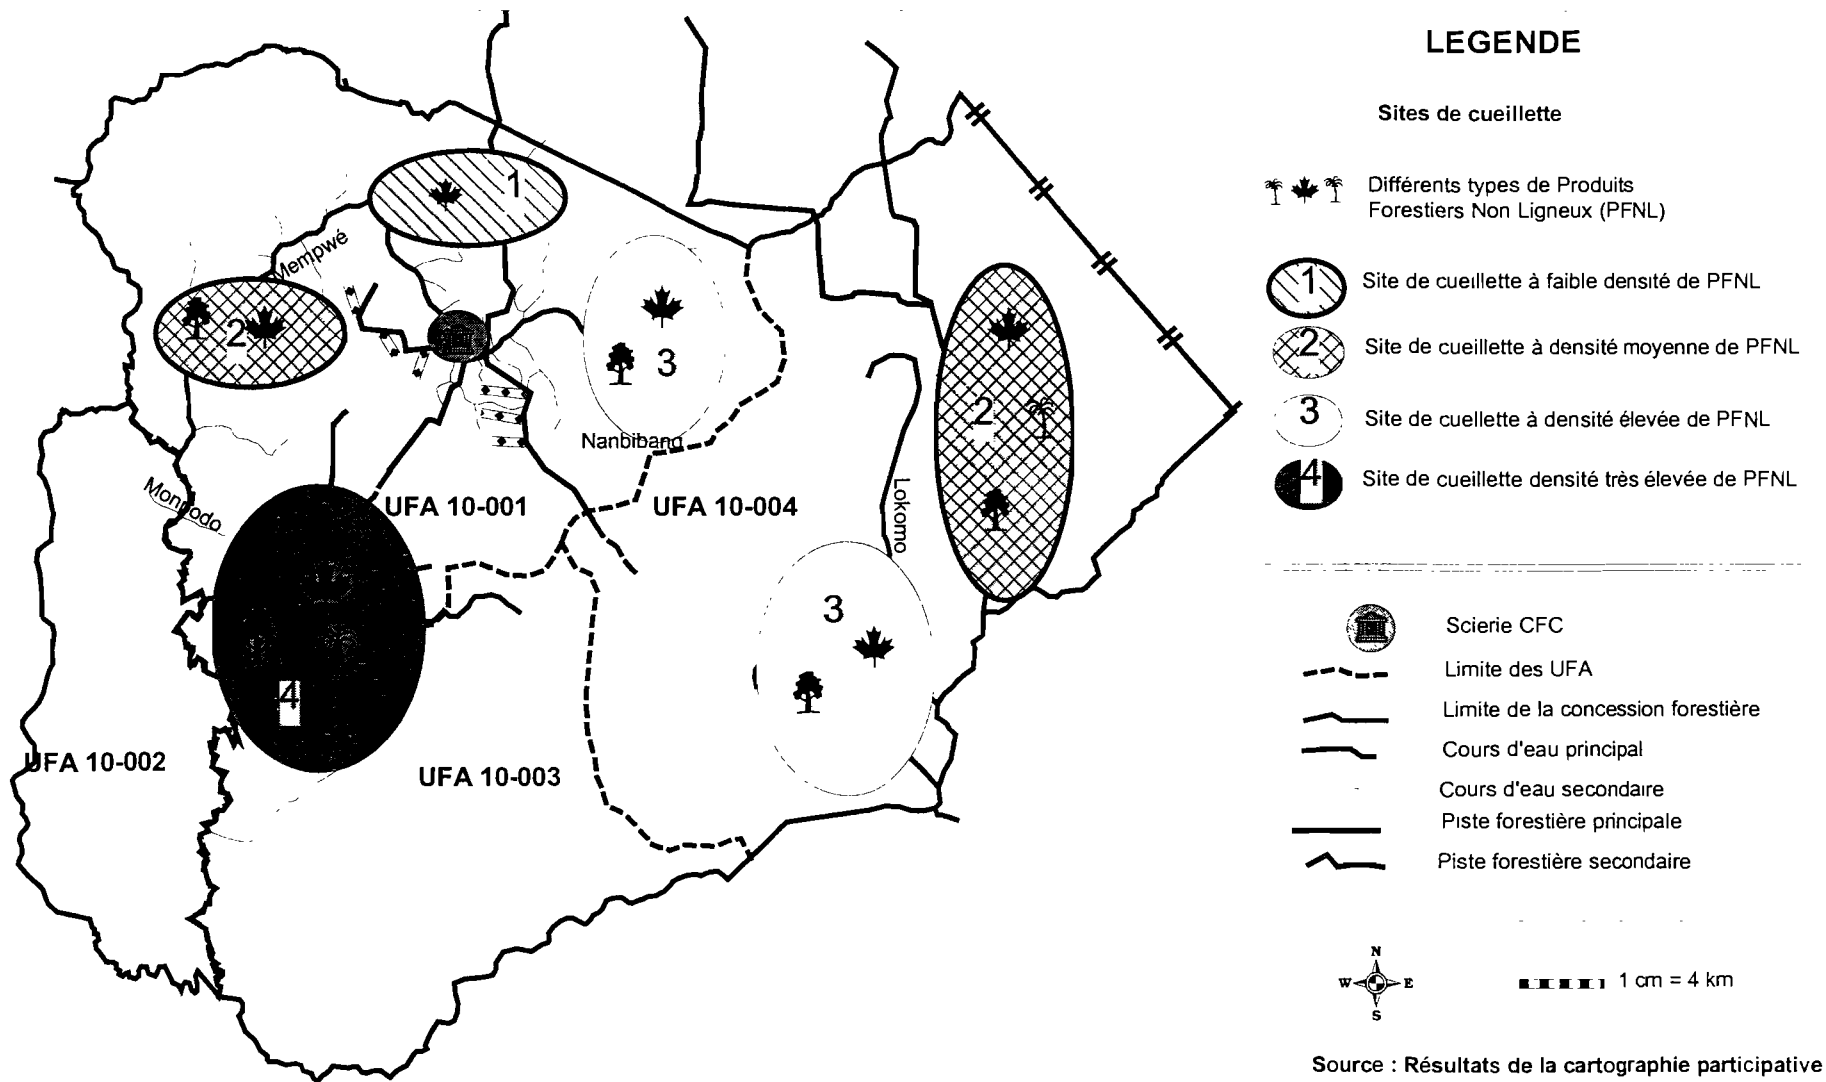 LEGENDE
Sites de cueillette
Différents types de Produits
Forestiers Non Ligneux (PFNL)
1
Site de cueillette à faible densité de PFNL
2
Site de cueillette à densité moyenne de PFNL
3
Site de cueillette à densité élevée de PFNL
4
Site de cueillette densité très élevée de PFNL
Scierie CFC
Limite des UFA
Limite de la concession forestière
Cours d'eau principal
Cours d'eau secondaire
Piste forestière principale
Piste forestière secondaire
N
W
E
S
1 cm = 4 km
Source : Résultats de la cartographie participative
1
Mempwé
2
3
Nanbibang
2
UFA 10-001
UFA 10-004
Lokomo
3
4
UFA 10-002
UFA 10-003